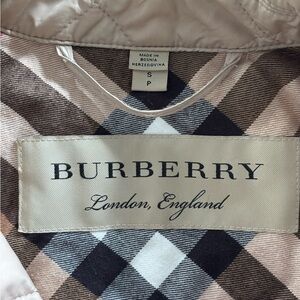 MADE IN
BOSNIA
HERZEGOVINA
S
P
BURBERRY
London, England